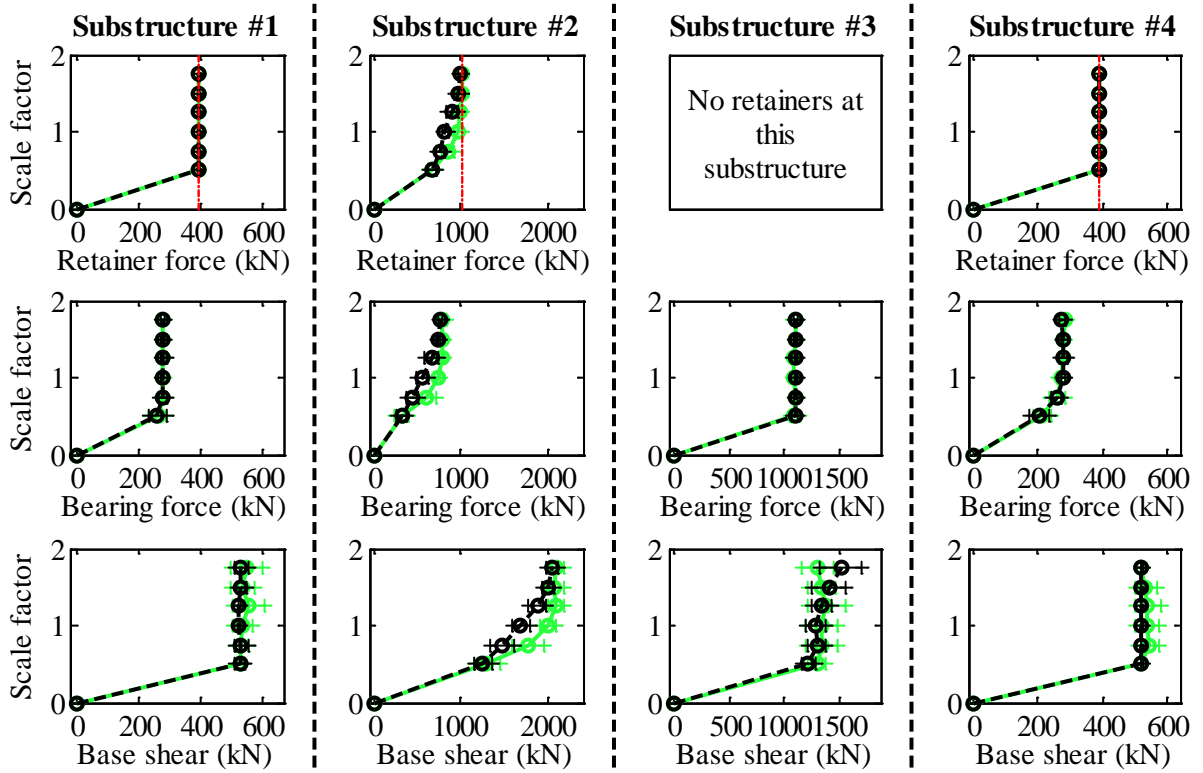 Substructure #1 Substructure #2 Substructure #3 Substructure #4
Scale factor
2
1
0
0 200 400 600
Retainer force (kN)
2
1
0
0 1000 2000
Retainer force (kN)
No retainers at
this
substructure
2
1
0
0 200 400 600
Retainer force (kN)
Scale factor
2
1
0
0 200 400 600
Bearing force (kN)
2
1
0
0 1000 2000
Bearing force (kN)
2
1
0
0 500 1000 1500
Bearing force (kN)
2
1
0
0 200 400 600
Bearing force (kN)
Scale factor
2
1
0
0 200 400 600
Base shear (kN)
2
1
0
0 1000 2000
Base shear (kN)
2
1
0
0 500 1000 1500
Base shear (kN)
2
1
0
0 200 400 600
Base shear (kN)